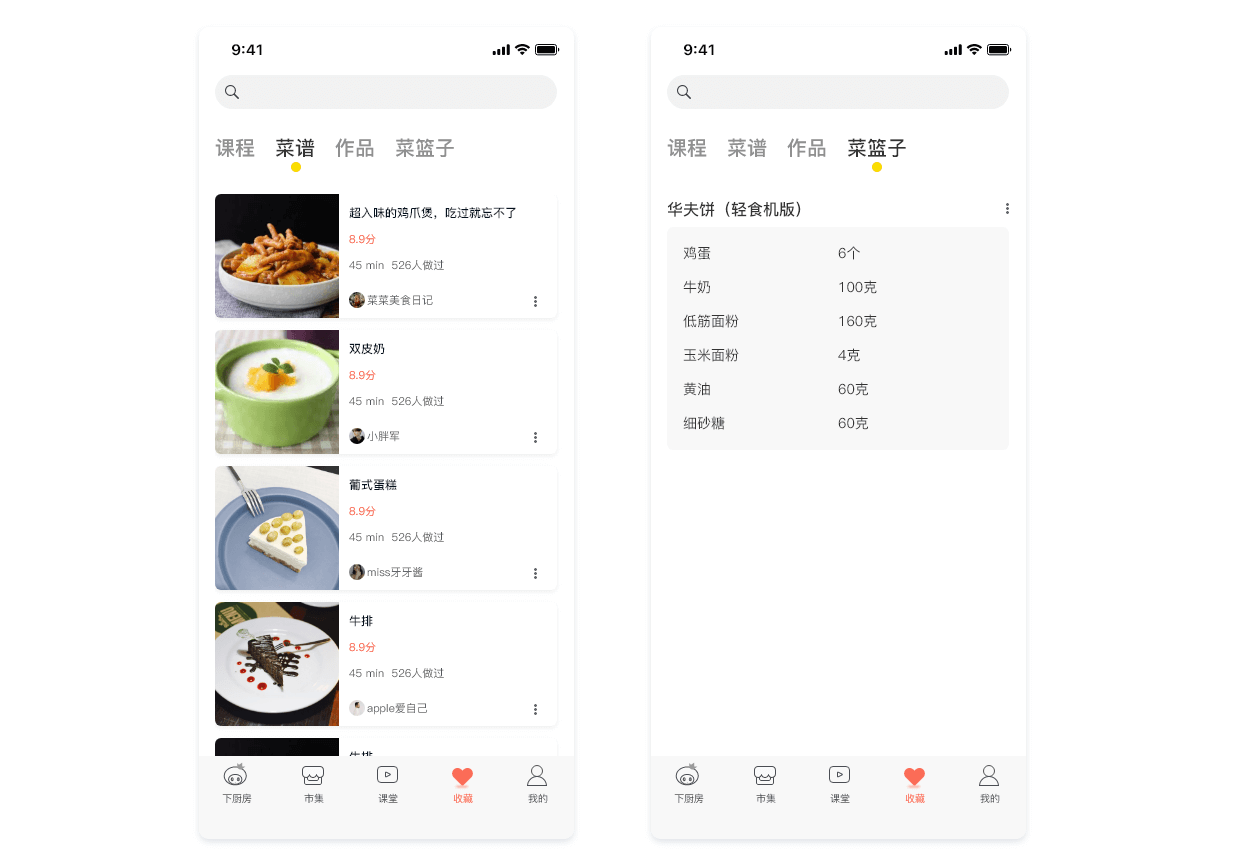 9:41
课程 菜谱 作品 菜篮子
超入味的鸡爪煲，吃过就忘不了
8.9分
45 min 526人做过
菜菜美食日记
双皮奶
8.9分
45 min 526人做过
小胖军
葡式蛋糕
8.9分
45 min 526人做过
miss牙牙酱
牛排
8.9分
45 min 526人做过
apple爱自己
下厨房 市集 课堂 收藏 我的
9:41
课程 菜谱 作品 菜篮子
华夫饼（轻食机版）
鸡蛋 6个
牛奶 100克
低筋面粉 160克
玉米面粉 4克
黄油 60克
细砂糖 60克
下厨房 市集 课堂 收藏 我的